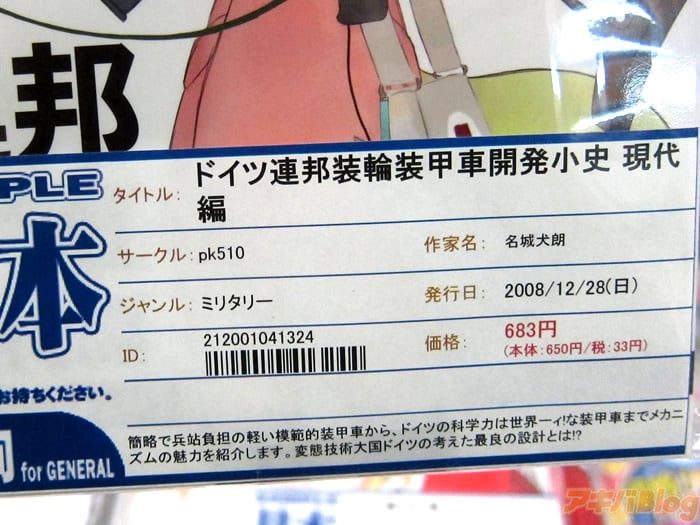 邦
PLE
本
タイトル: ドイツ連邦装輪装甲車開発小史 現代
編
サークル: pk510
作家名: 名城犬朗
ジャンル: ミリタリー
発行日: 2008/12/28(日)
ID: 212001041324
価格: 683円
(本体:650円/税:33円)
お持ちください。
for GENERAL
簡略で兵站負担の軽い模範的装甲車から、ドイツの科学力は世界一ィ!な装甲車までメカニ
ズムの魅力を紹介します。変態技術大国ドイツの考えた最良の設計とは!?
アキバBlog